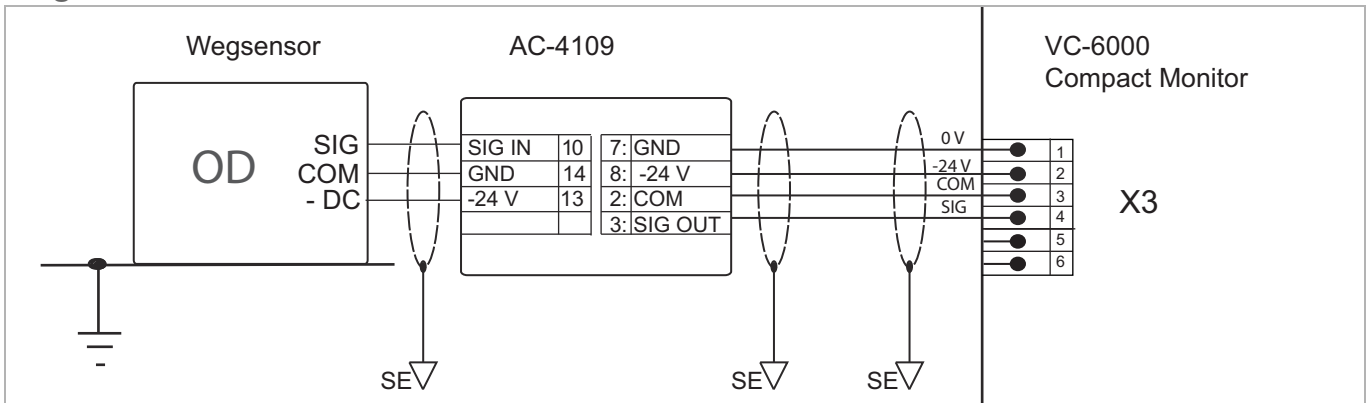 Wegsensor
AC-4109
VC-6000
Compact Monitor
OD
SIG
COM
- DC
SIG IN 10
GND 14
-24 V 13
7: GND
8: -24 V
2: COM
3: SIG OUT
0 V
-24 V
COM
SIG
1
2
3
4
5
6
X3
SE
SE
SE